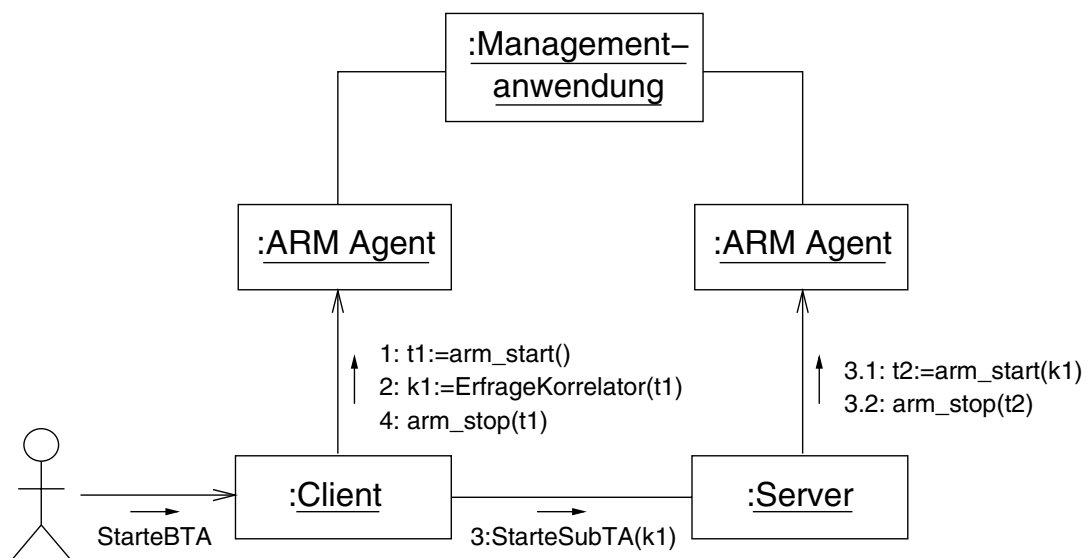 :Management–
anwendung
:ARM Agent
:ARM Agent
1: t1:=arm_start()
2: k1:=ErfrageKorrelator(t1)
4: arm_stop(t1)
3.1: t2:=arm_start(k1)
3.2: arm_stop(t2)
:Client
:Server
StarteBTA
3:StarteSubTA(k1)